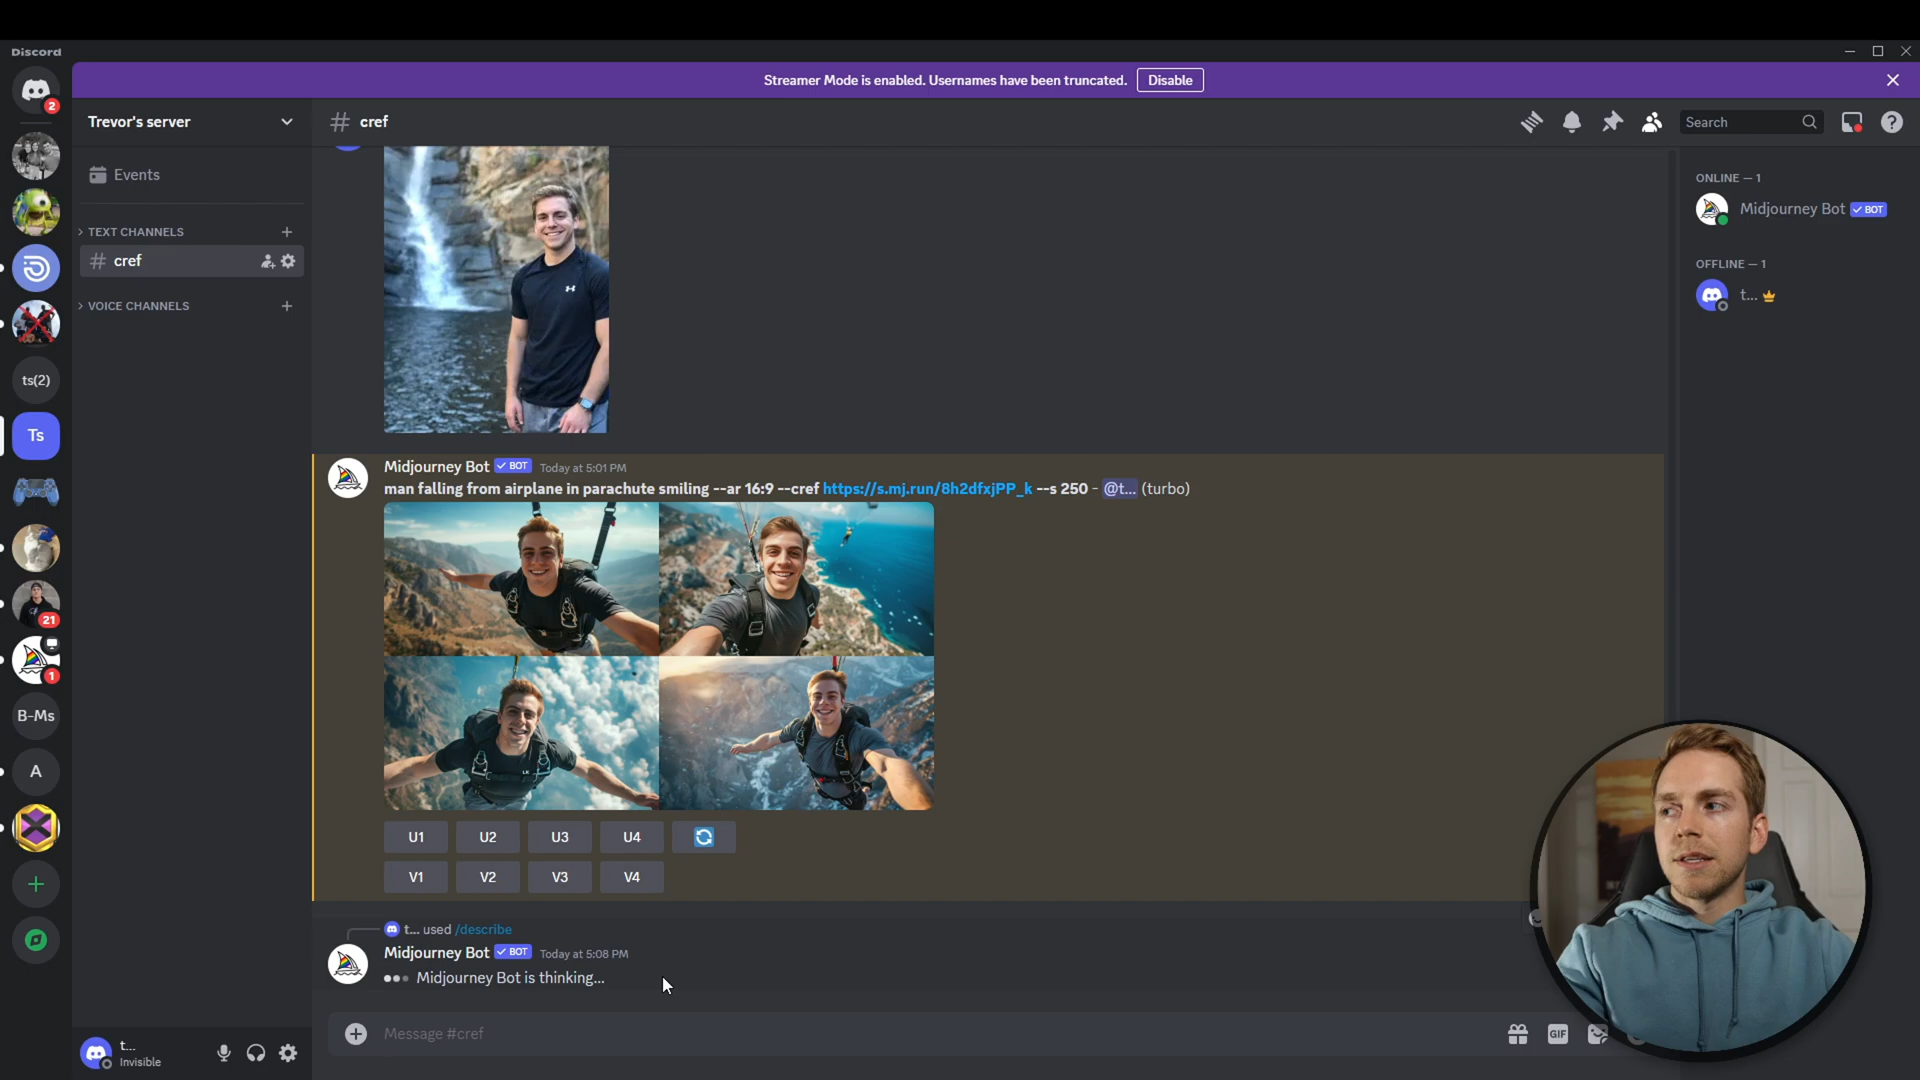 Discord
Streamer Mode is enabled. Usernames have been truncated. Disable
2
Trevor's server
cref
Search
Events
TEXT CHANNELS
cref
VOICE CHANNELS
ts(2)
Ts
21
1
B-Ms
A
ONLINE — 1
Midjourney Bot BOT
OFFLINE — 1
t...
Midjourney Bot BOT Today at 5:01 PM
man falling from airplane in parachute smiling --ar 16:9 --cref https://s.mj.run/8h2dfxjPP_k --s 250 - @t... (turbo)
U1 U2 U3 U4
V1 V2 V3 V4
t... used /describe
Midjourney Bot BOT Today at 5:08 PM
Midjourney Bot is thinking...
Message #cref
GIF
t...
Invisible